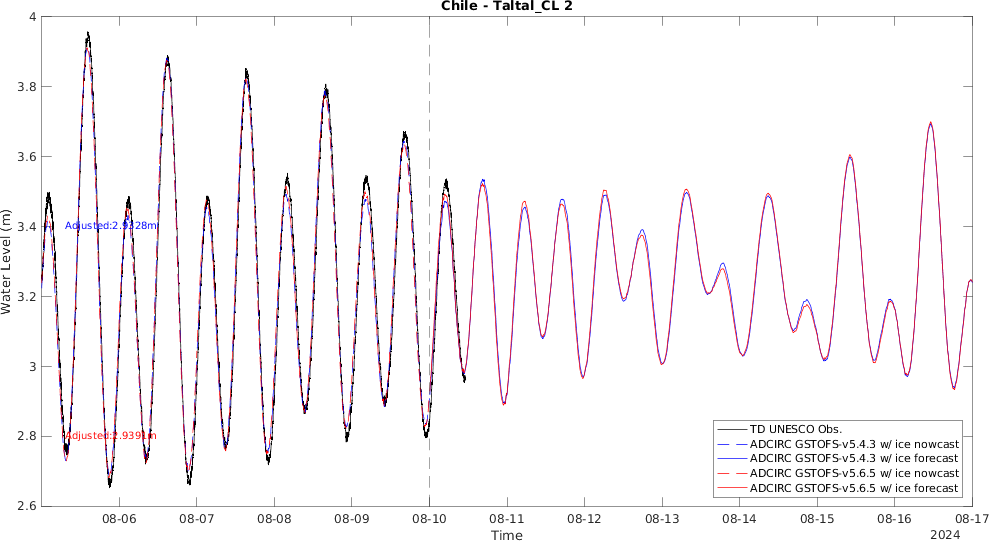 Chile - Taltal_CL 2
4
3.8
3.6
3.4
3.2
3
2.8
2.6
Water Level (m)
Adjusted:2.9328m
Adjusted:2.9391m
TD UNESCO Obs.
ADCIRC GSTOFS-v5.4.3 w/ ice nowcast
ADCIRC GSTOFS-v5.4.3 w/ ice forecast
ADCIRC GSTOFS-v5.6.5 w/ ice nowcast
ADCIRC GSTOFS-v5.6.5 w/ ice forecast
08-06 08-07 08-08 08-09 08-10 08-11 08-12 08-13 08-14 08-15 08-16 08-17
Time
2024